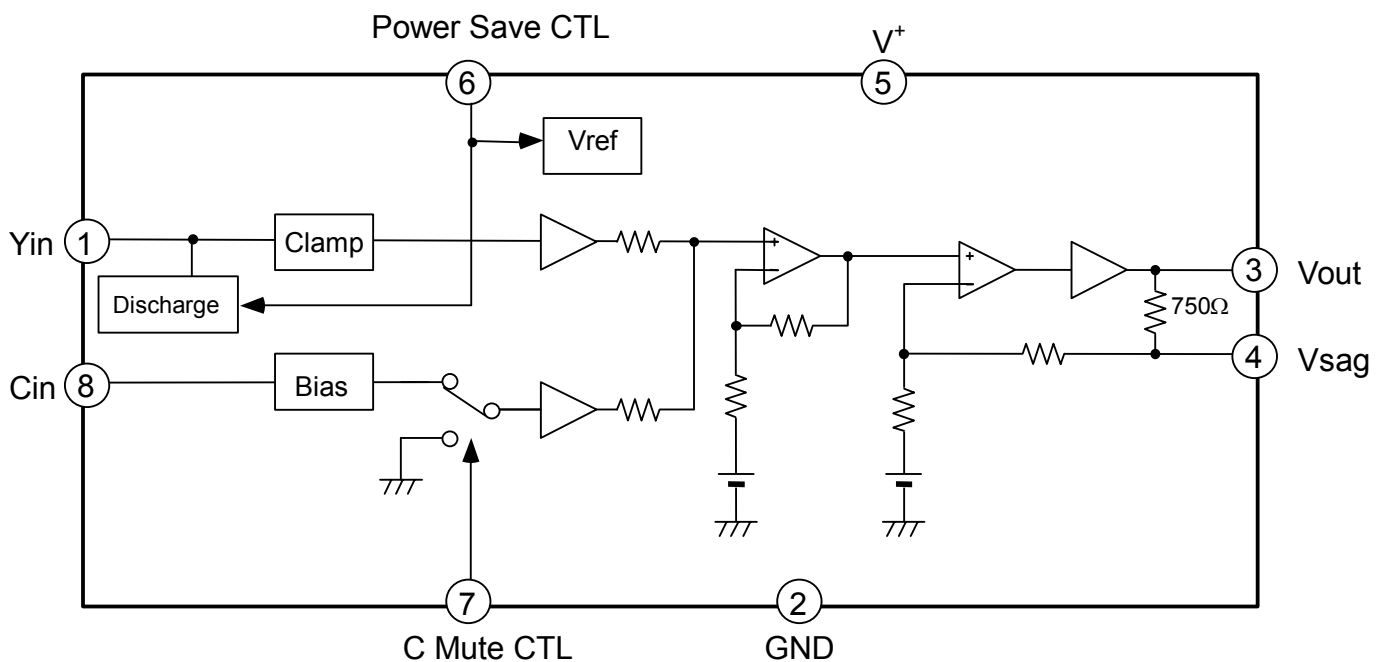 Power Save CTL
V+
6
5
Vref
Yin 1
Clamp
+
−
+
−
3 Vout
Discharge
750Ω
4 Vsag
Cin 8
Bias
7
2
C Mute CTL
GND